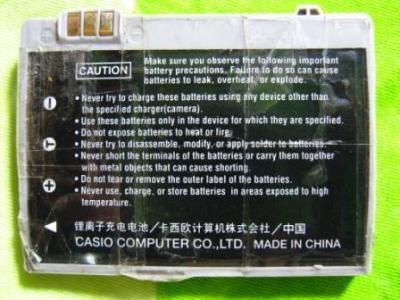 Make sure you observe the following important
CAUTION battery precautions. Failure to do so can cause
batteries to leak, overheat, or explode.
• Never try to charge these batteries using any device other than
the specified charger(camera).
• Use these batteries only in the device for which they are specified.
• Do not expose batteries to heat or fire.
• Never try to disassemble, modify, or apply solder to batteries.
• Never short the terminals of the batteries or carry them together
with metal objects that can cause shorting.
• Do not tear or remove the outer label of the battery.
• Never use, charge, or store batteries in areas exposed to high
temperature.
锂离子充电电池/卡西欧计算机株式会社/中国
CASIO COMPUTER CO.,LTD. MADE IN CHINA
T